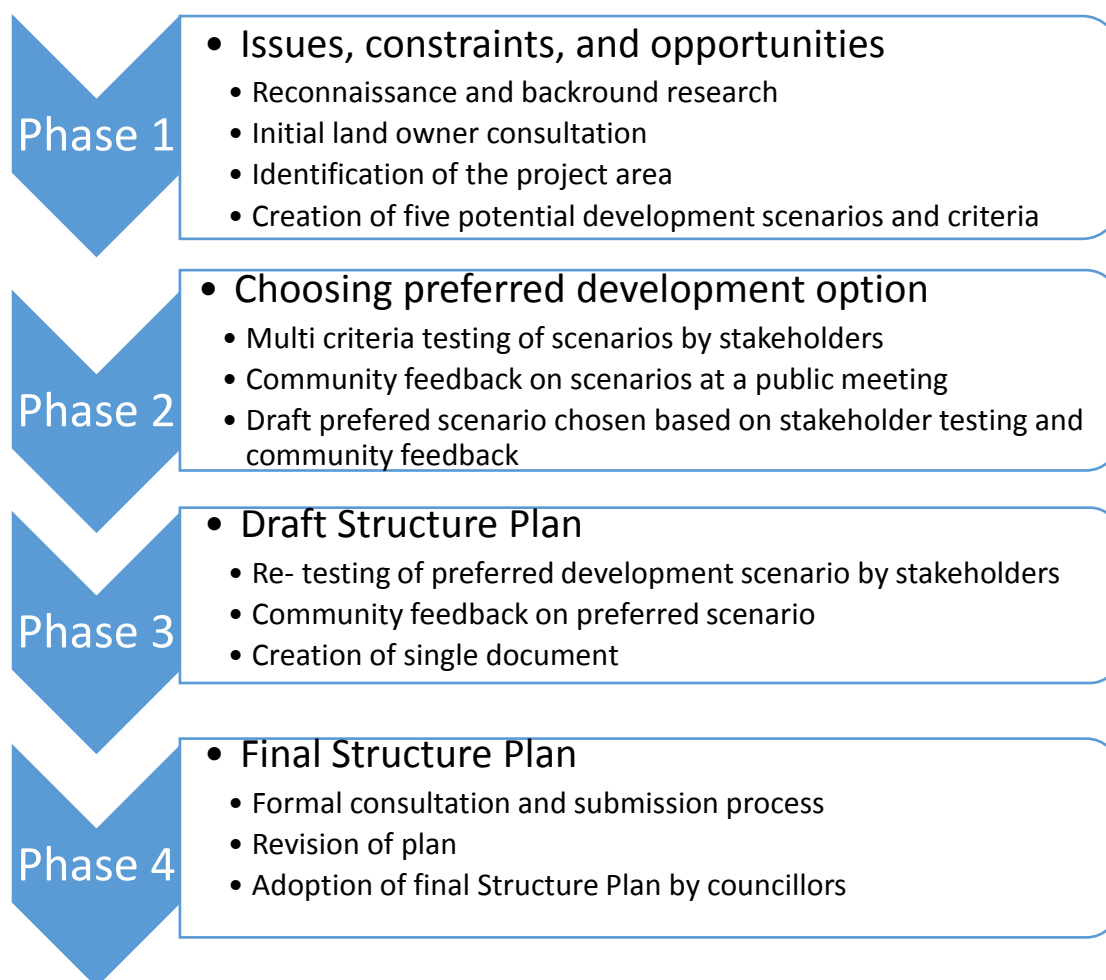 Phase 1
• Issues, constraints, and opportunities
• Reconnaissance and backround research
• Initial land owner consultation
• Identification of the project area
• Creation of five potential development scenarios and criteria
Phase 2
• Choosing preferred development option
• Multi criteria testing of scenarios by stakeholders
• Community feedback on scenarios at a public meeting
• Draft prefered scenario chosen based on stakeholder testing and
community feedback
Phase 3
• Draft Structure Plan
• Re- testing of preferred development scenario by stakeholders
• Community feedback on preferred scenario
• Creation of single document
Phase 4
• Final Structure Plan
• Formal consultation and submission process
• Revision of plan
• Adoption of final Structure Plan by councillors